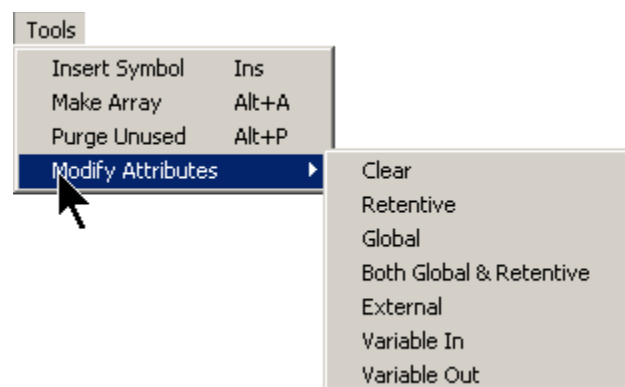 Tools
Insert Symbol Ins
Make Array Alt+A
Purge Unused Alt+P
Modify Attributes
Clear
Retentive
Global
Both Global & Retentive
External
Variable In
Variable Out